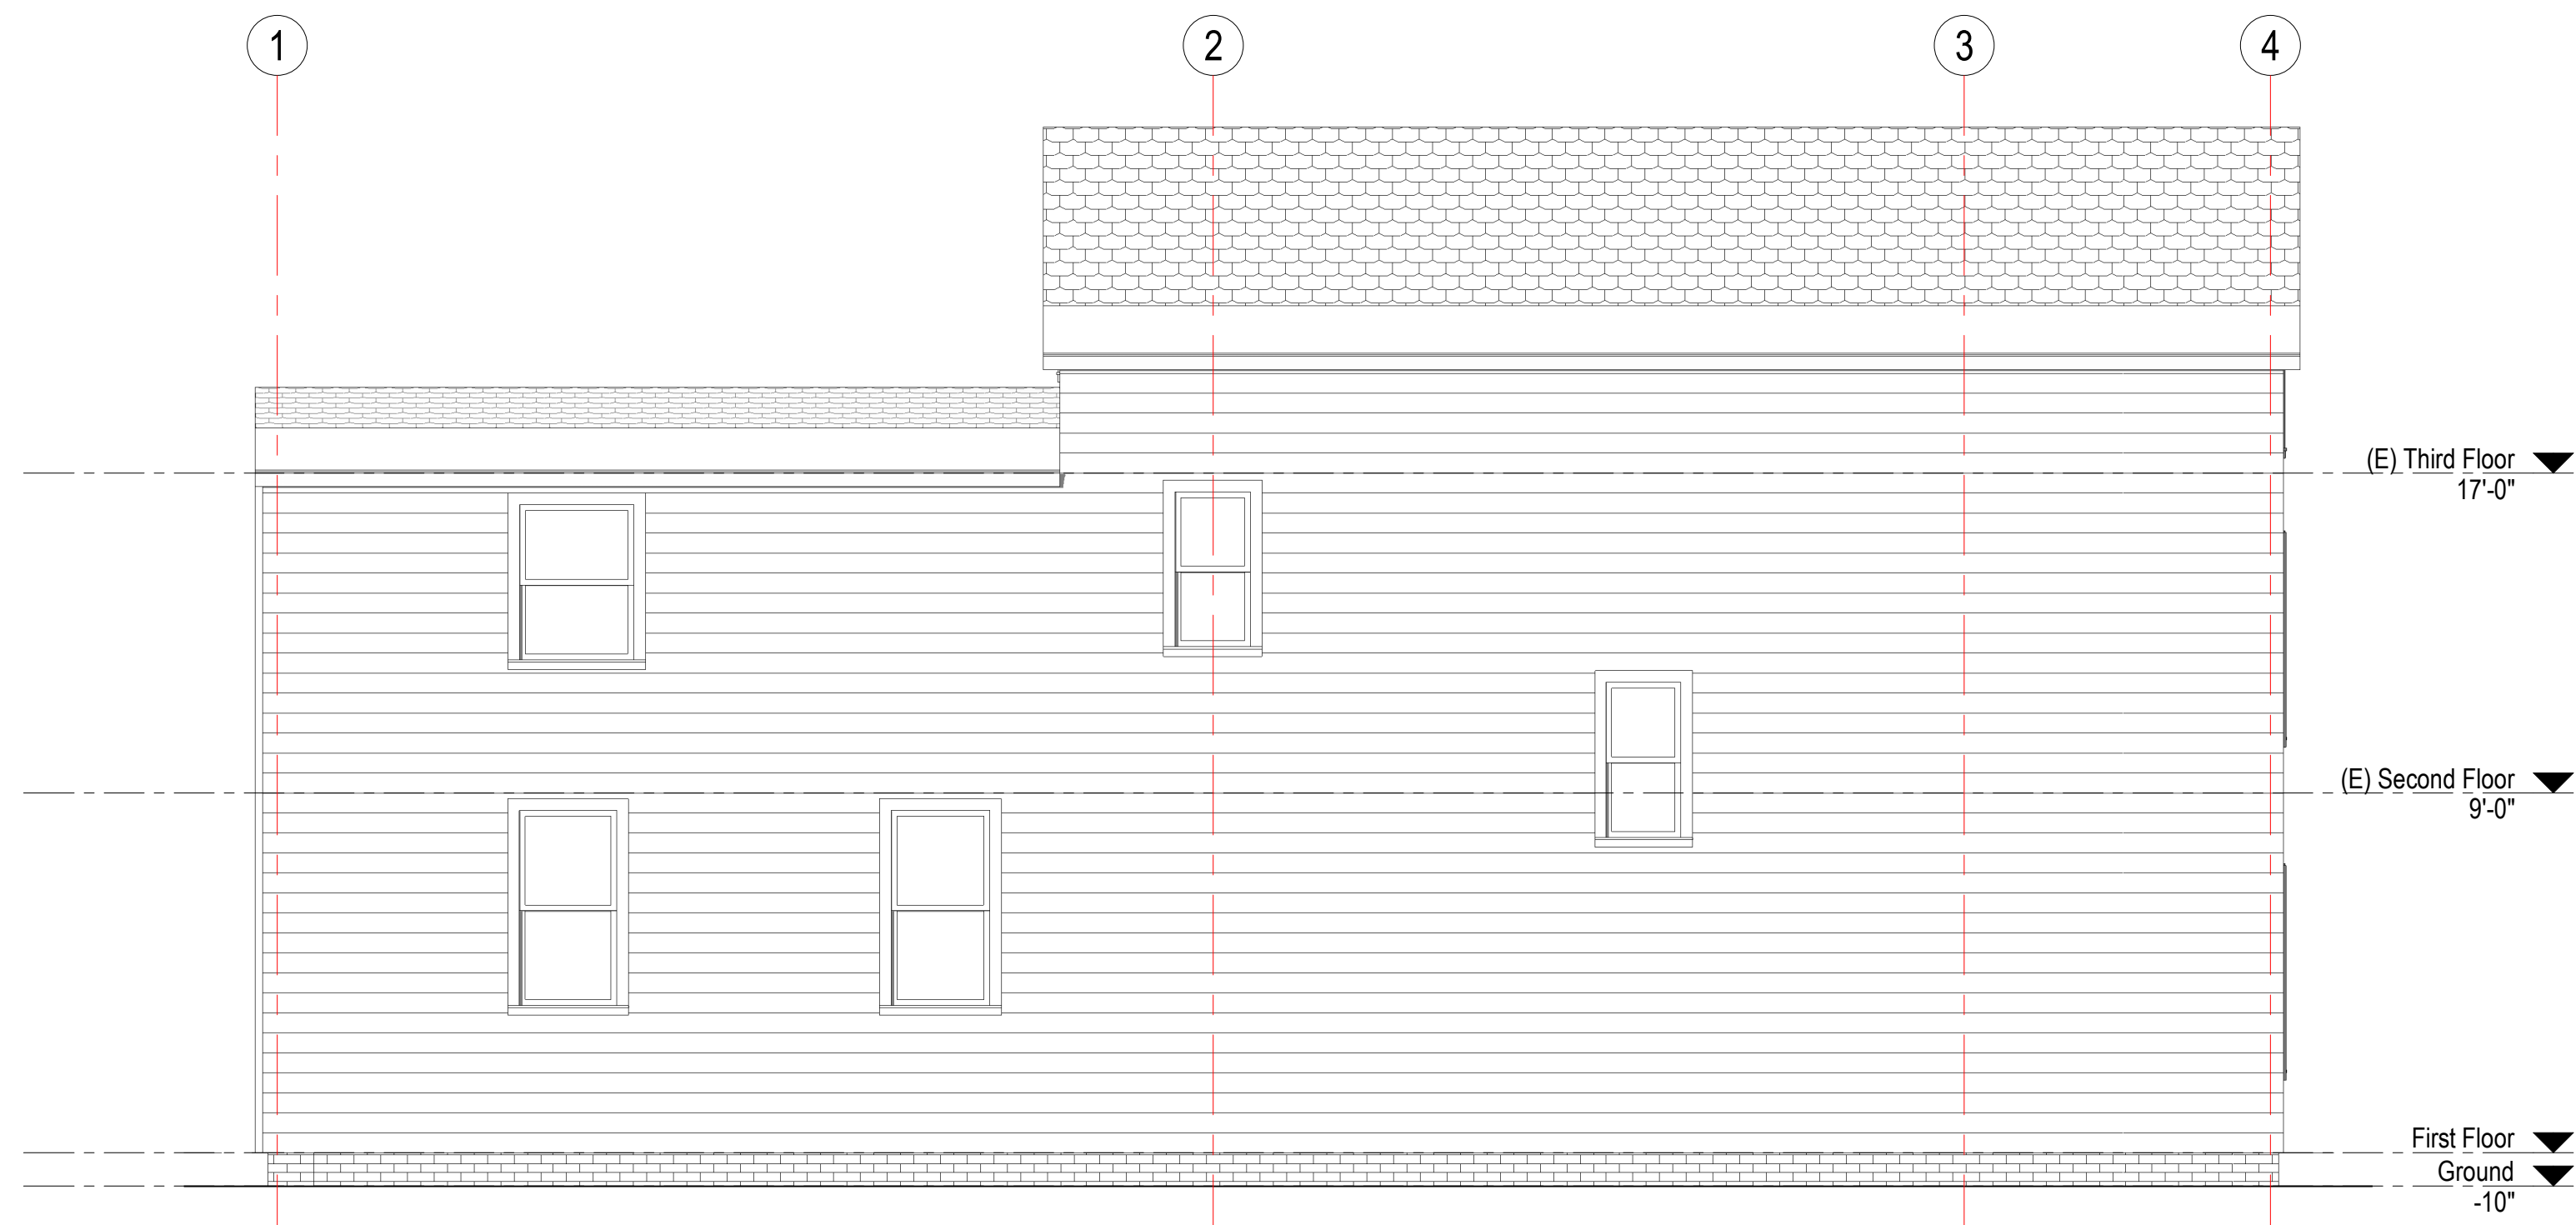 1
2
3
4
(E) Third Floor
17'-0"
(E) Second Floor
9'-0"
First Floor
Ground
-10"